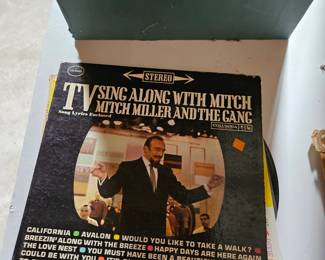 STEREO
TV SING ALONG WITH MITCH
MITCH MILLER AND THE GANG
Song Lyrics Enclosed
COLUMBIA
CALIFORNIA AVALON WOULD YOU LIKE TO TAKE A WALK?
BREEZIN' ALONG WITH THE BREEZE HAPPY DAYS ARE HERE AGAIN
THE LOVE NEST YOU MUST HAVE BEEN A BEAUTIFUL
COULD BE WITH YOU